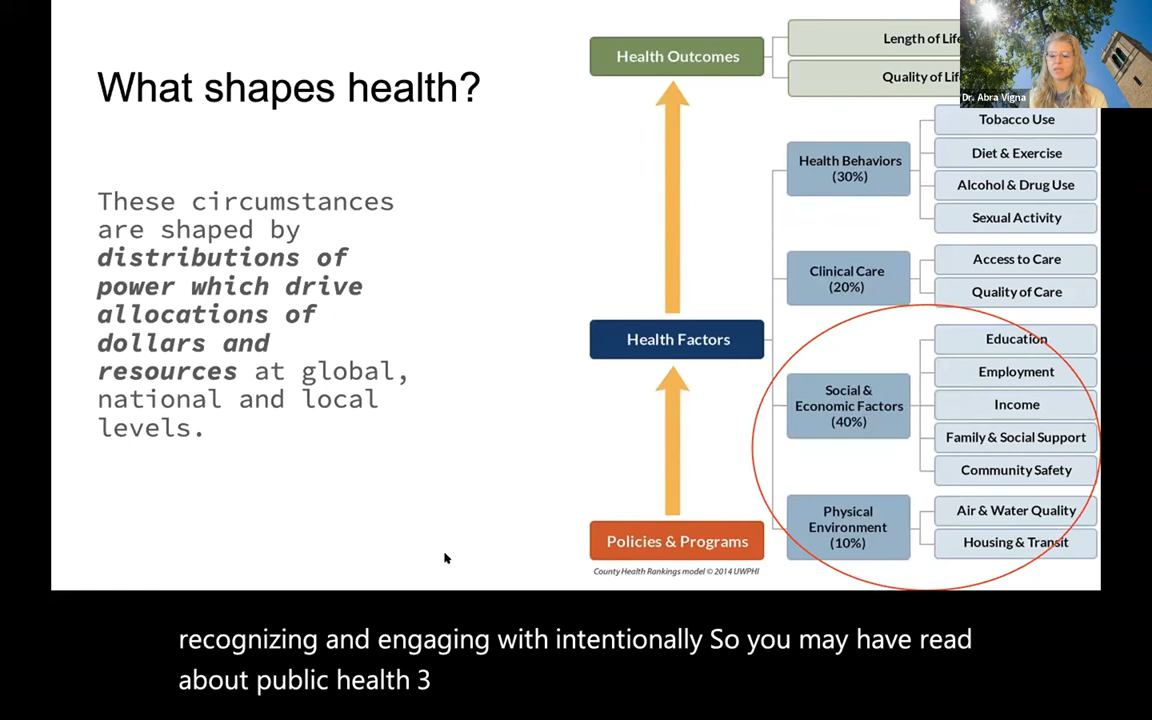 What shapes health?
These circumstances
are shaped by
distributions of
power which drive
allocations of
dollars and
resources at global,
national and local
levels.
Health Outcomes
Length of
Quality of
Dr. Abra Vigna
Tobacco Use
Health Behaviors
(30%)
Diet & Exercise
Alcohol & Drug Use
Sexual Activity
Clinical Care
(20%)
Access to Care
Quality of Care
Health Factors
Social &
Economic Factors
(40%)
Education
Employment
Income
Family & Social Support
Community Safety
Physical
Environment
(10%)
Air & Water Quality
Housing & Transit
Policies & Programs
County Health Rankings model © 2014 UWPHI
recognizing and engaging with intentionally So you may have read
about public health 3